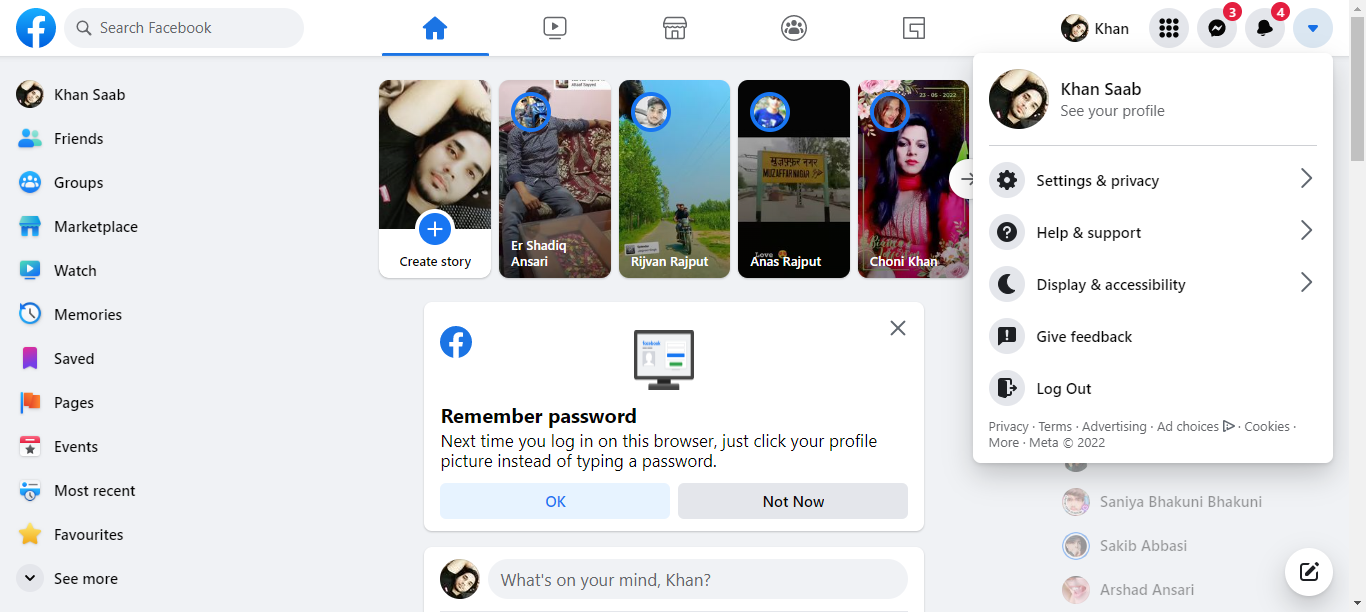 Search Facebook
Khan
3
4
Khan Saab
Friends
Groups
Marketplace
Watch
Memories
Saved
Pages
Events
Most recent
Favourites
See more
Create story
Er Shadiq
Ansari
Rijvan Rajput
मुज़फ़्फ़र नगर
MUZAFFAR NAGAR
Love
Anas Rajput
23 - 05 - 2022
Choni Khan
facebook
Remember password
Next time you log in on this browser, just click your profile
picture instead of typing a password.
OK
Not Now
What's on your mind, Khan?
Khan Saab
See your profile
Settings & privacy
Help & support
Display & accessibility
Give feedback
Log Out
Privacy · Terms · Advertising · Ad choices · Cookies ·
More · Meta © 2022
Saniya Bhakuni Bhakuni
Sakib Abbasi
Arshad Ansari